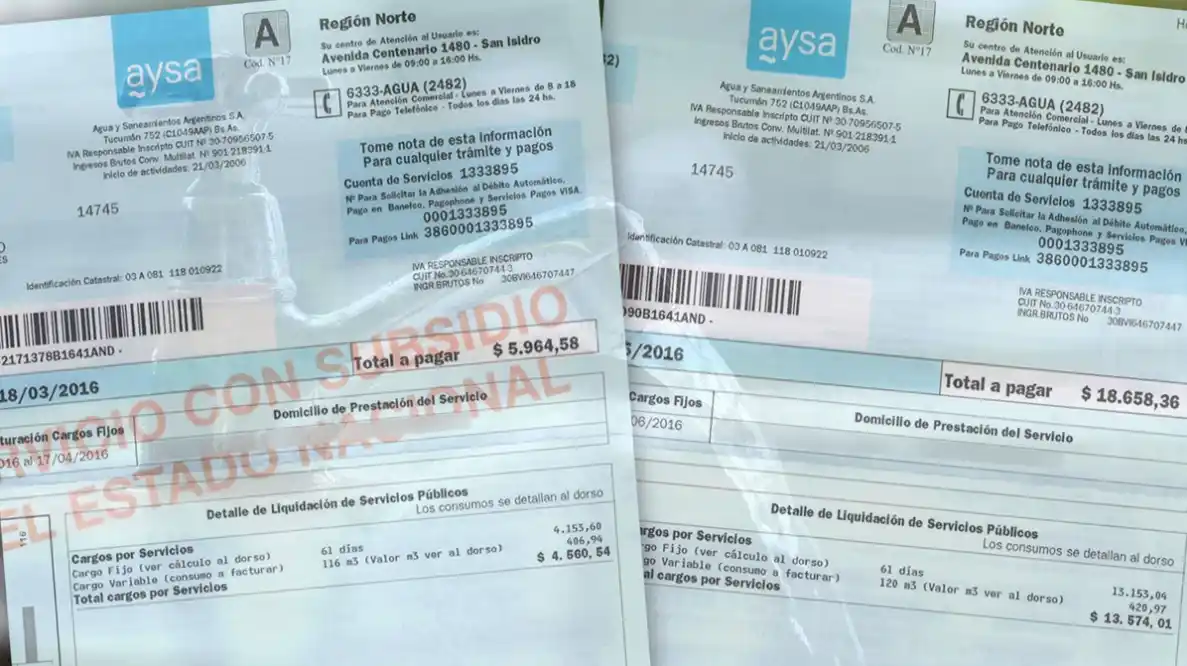 aysa
A
Cod. N°17
Región Norte
Su centro de Atención al Usuario es:
Avenida Centenario 1480 - San Isidro
Lunes a Viernes de 09:00 a 16:00 Hs.
6333-AGUA (2482)
Para Atención Comercial - Lunes a Viernes de 8 a 18
Para Pago Telefónico - Todos los días las 24 hs.
Agua y Saneamientos Argentinos S.A.
Tucumán 752 (C1049AAP) Bs.As.
IVA Responsable Inscripto CUIT Nº 30-70956507-5
Ingresos Brutos Conv. Multilat. Nº 901-218391-1
Inicio de actividades: 21/03/2006
14745
Tome nota de esta información
Para cualquier trámite y pagos
Cuenta de Servicios 1333895
Nº Para Solicitar la Adhesión al Débito Automático,
Pago en Banelco, Pagophone y Servicios Pagos VISA
0001333895
Para Pagos Link 3860001333895
Identificación Catastral: 03 A 081 118 010922
IVA RESPONSABLE INSCRIPTO
CUIT No.30-64670744-3
INGR.BRUTOS No 30BVI646707447
2171378B1641AND -
RVICIO CON SUBSIDIO
EL ESTADO NACIONAL
Total a pagar $ 5.964,58
18/03/2016
Domicilio de Prestación del Servicio
turación Cargos Fijos
016 al 17/04/2016
Detalle de Liquidación de Servicios Públicos
Los consumos se detallan al dorso
116
Cargos por Servicios
Cargo Fijo (ver cálculo al dorso) 61 días 4.153,60
Cargo Variable (consumo a facturar) 116 m3 (Valor m3 ver al dorso) 406,94
Total cargos por Servicios $ 4.560,54
aysa
A
Cod. N°17
Región Norte
Su centro de Atención al Usuario es:
Avenida Centenario 1480 - San Isidro
Lunes a Viernes de 09:00 a 16:00 Hs.
6333-AGUA (2482)
Para Atención Comercial - Lunes a Viernes de
Para Pago Telefónico - Todos los días las 24 hs
Agua y Saneamientos Argentinos S.A.
Tucumán 752 (C1049AAP) Bs.As.
IVA Responsable Inscripto CUIT Nº 30-70956507-5
Ingresos Brutos Conv. Multilat. Nº 901-218391-1
Inicio de actividades: 21/03/2006
14745
Tome nota de esta información
Para cualquier trámite y pagos
Cuenta de Servicios 1333895
Nº Para Solicitar la Adhesión al Débito Automático,
Pago en Banelco, Pagophone y Servicios Pagos
0001333895
Para Pagos Link 3860001333895
Identificación Catastral: 03 A 081 118 010922
IVA RESPONSABLE INSCRIPTO
CUIT No.30-64670744-3
INGR.BRUTOS No 30BVI646707447
90B1641AND -
/2016
Total a pagar $ 18.658,36
Cargos Fijos
06/2016
Domicilio de Prestación del Servicio
Detalle de Liquidación de Servicios Públicos
Los consumos se detallan al dorso
rgos por Servicios
go Fijo (ver cálculo al dorso) 61 días 13.153,04
go Variable (consumo a facturar) 120 m3 (Valor m3 ver al dorso) 420,97
al cargos por Servicios $ 13.574,01